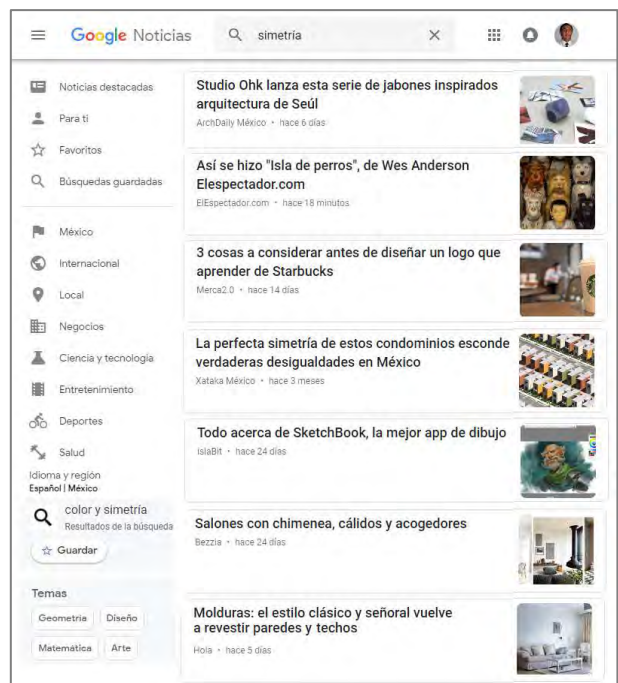 Google Noticias
simetría
Noticias destacadas
Para ti
Favoritos
Búsquedas guardadas
México
Internacional
Local
Negocios
Ciencia y tecnología
Entretenimiento
Deportes
Salud
Idioma y región
Español | México
color y simetría
Resultados de la búsqueda
Guardar
Temas
Geometría Diseño
Matemática Arte
Studio Ohk lanza esta serie de jabones inspirados
arquitectura de Seúl
ArchDaily México • hace 6 días
Así se hizo "Isla de perros", de Wes Anderson
Elespectador.com
ElEspectador.com • hace 18 minutos
3 cosas a considerar antes de diseñar un logo que
aprender de Starbucks
Merca2.0 • hace 14 días
La perfecta simetría de estos condominios esconde
verdaderas desigualdades en México
Xataka México • hace 3 meses
Todo acerca de SketchBook, la mejor app de dibujo
IslaBit • hace 24 días
Salones con chimenea, cálidos y acogedores
Bezzia • hace 24 días
Molduras: el estilo clásico y señoral vuelve
a revestir paredes y techos
Hola • hace 5 días